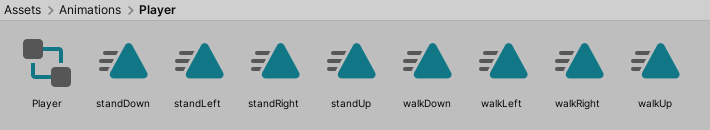 Assets > Animations > Player
Player standDown standLeft standRight standUp walkDown walkLeft walkRight walkUp